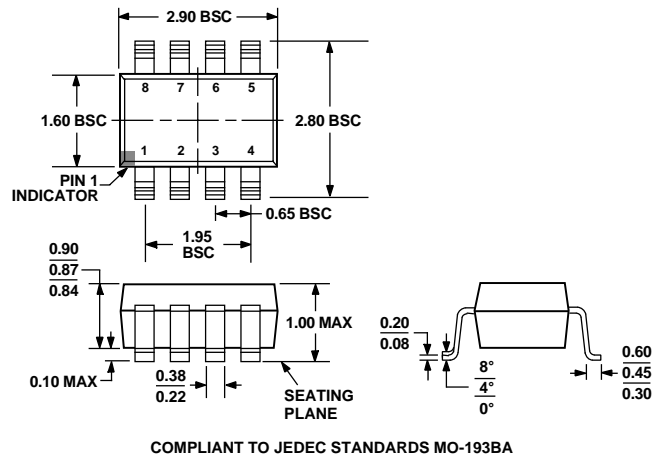 2.90 BSC
8 7 6 5
1.60 BSC
2.80 BSC
1 2 3 4
PIN 1
INDICATOR
0.65 BSC
1.95
BSC
0.90
0.87
0.84
1.00 MAX
0.10 MAX
0.38
0.22
SEATING
PLANE
0.20
0.08
8°
4°
0°
0.60
0.45
0.30
COMPLIANT TO JEDEC STANDARDS MO-193BA